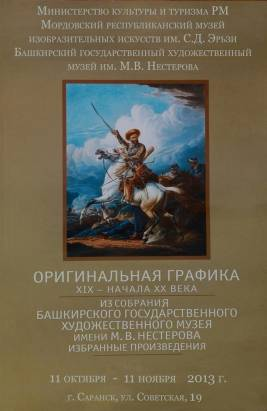 Министерство культуры и туризма РМ
Мордовский республиканский музей
изобразительных искусств им. С.Д. Эрьзи
Башкирский государственный художественный
музей им. М.В. Нестерова
ОРИГИНАЛЬНАЯ ГРАФИКА
XIX – НАЧАЛА XX ВЕКА
ИЗ СОБРАНИЯ
БАШКИРСКОГО ГОСУДАРСТВЕННОГО
ХУДОЖЕСТВЕННОГО МУЗЕЯ
ИМЕНИ М. В. НЕСТЕРОВА
ИЗБРАННЫЕ ПРОИЗВЕДЕНИЯ
11 октября - 11 ноября 2013 г.
г. Саранск, ул. Советская, 19